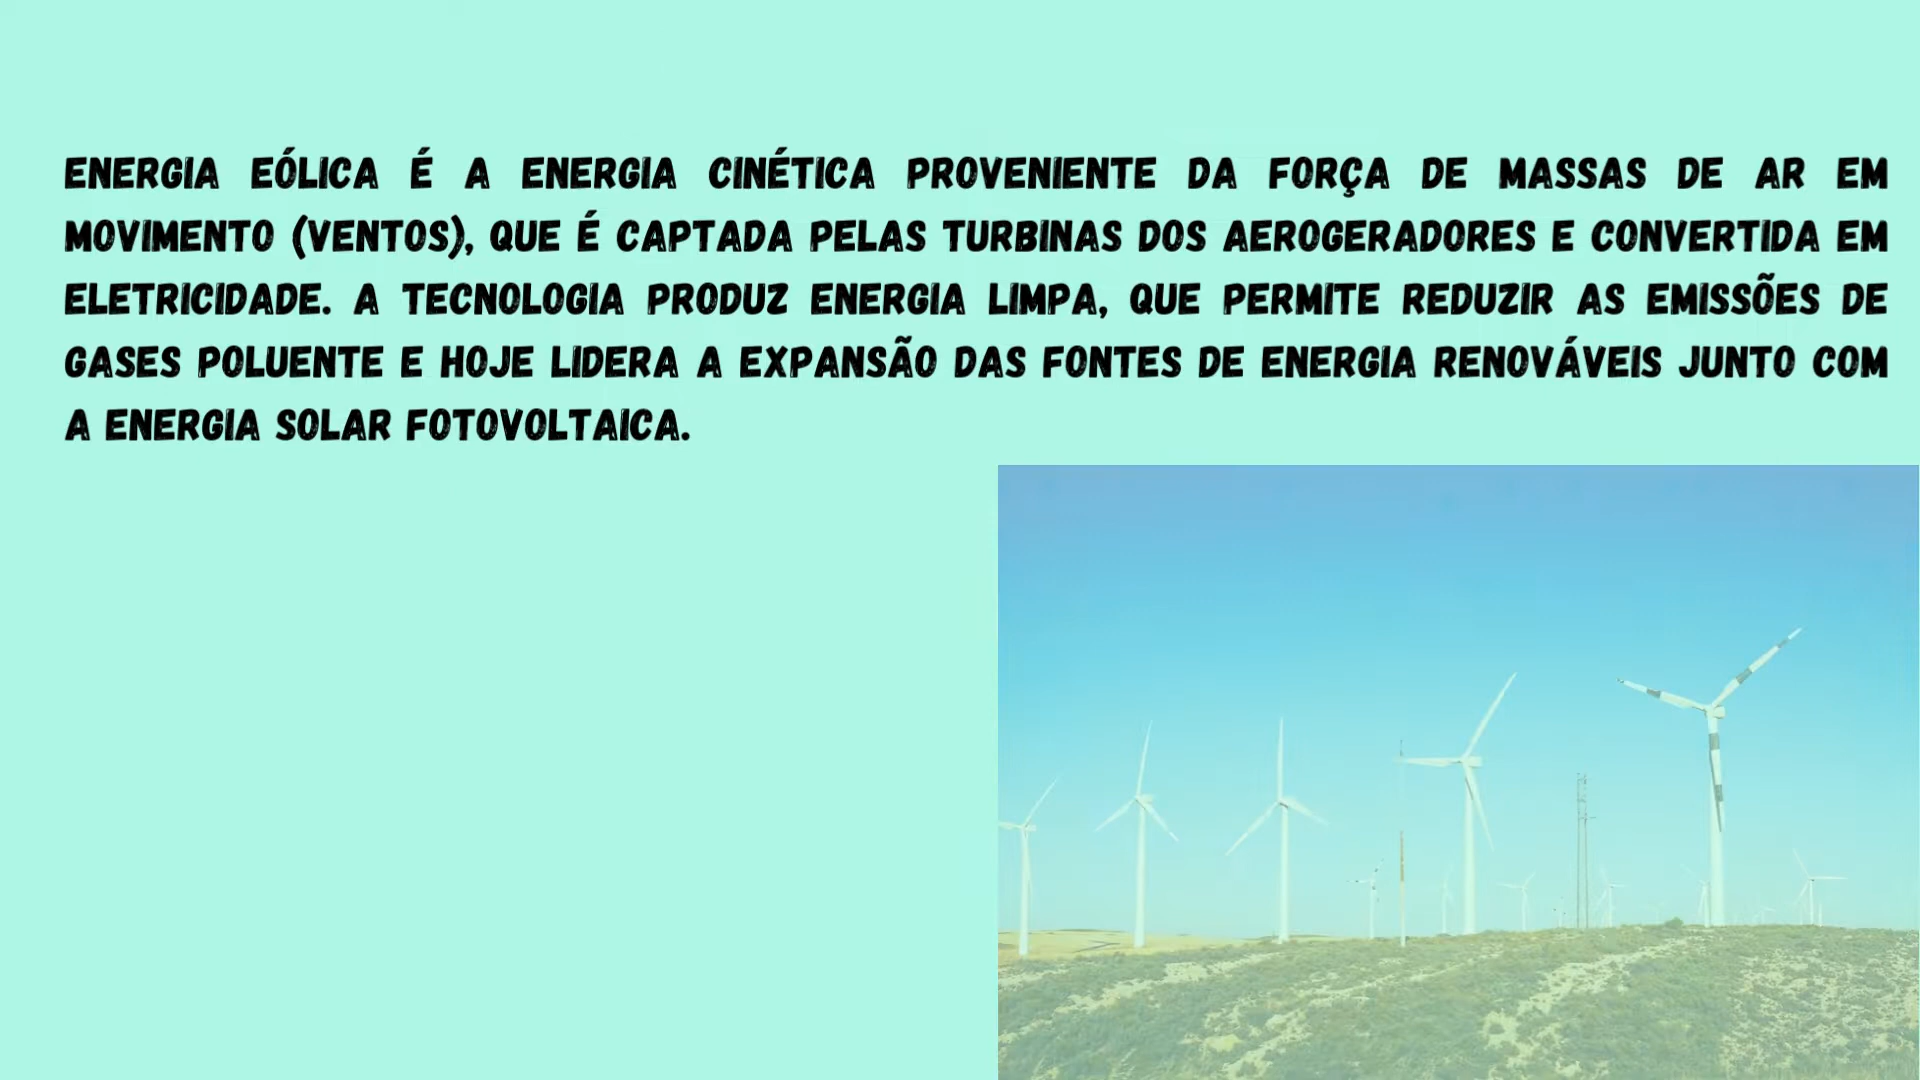 ENERGIA EÓLICA É A ENERGIA CINÉTICA PROVENIENTE DA FORÇA DE MASSAS DE AR EM
MOVIMENTO (VENTOS), QUE É CAPTADA PELAS TURBINAS DOS AEROGERADORES E CONVERTIDA EM
ELETRICIDADE. A TECNOLOGIA PRODUZ ENERGIA LIMPA, QUE PERMITE REDUZIR AS EMISSÕES DE
GASES POLUENTE E HOJE LIDERA A EXPANSÃO DAS FONTES DE ENERGIA RENOVÁVEIS JUNTO COM
A ENERGIA SOLAR FOTOVOLTAICA.